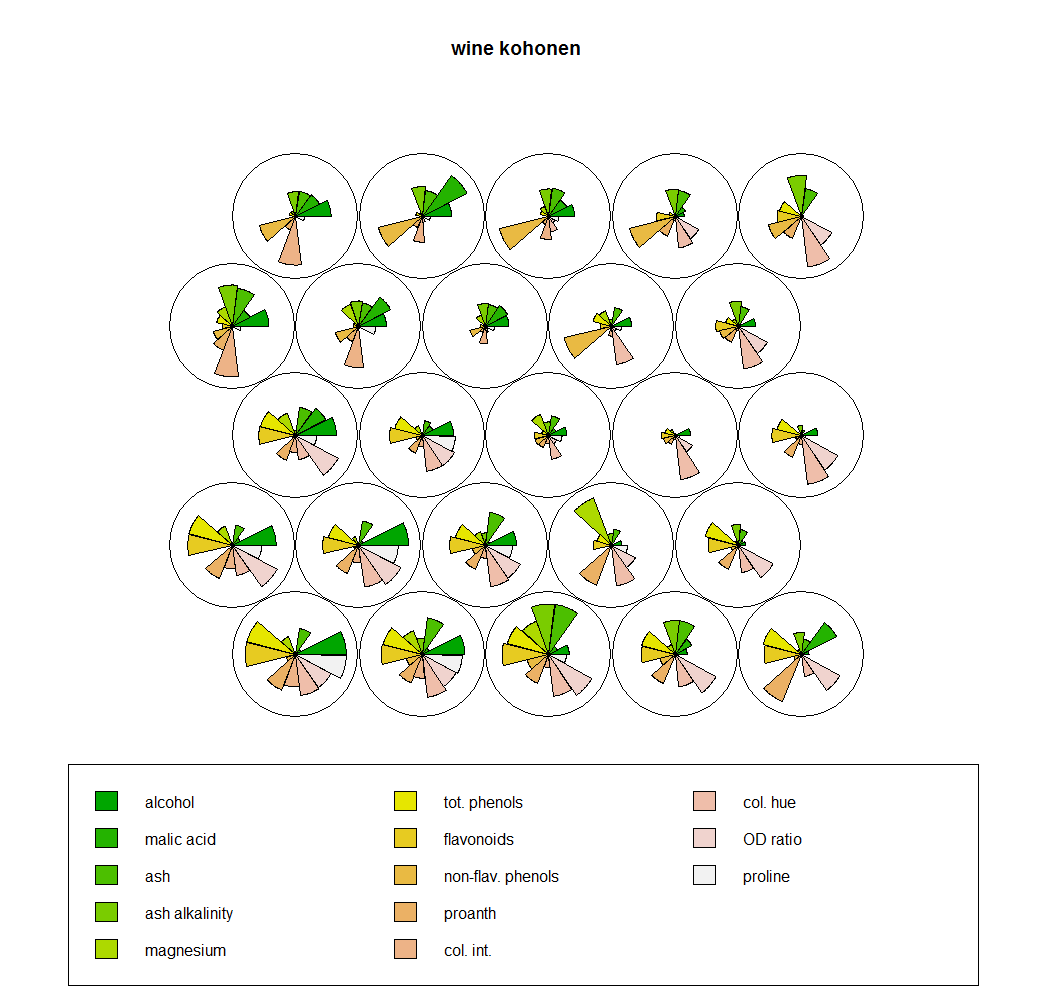 wine kohonen
alcohol
malic acid
ash
ash alkalinity
magnesium
tot. phenols
flavonoids
non-flav. phenols
proanth
col. int.
col. hue
OD ratio
proline